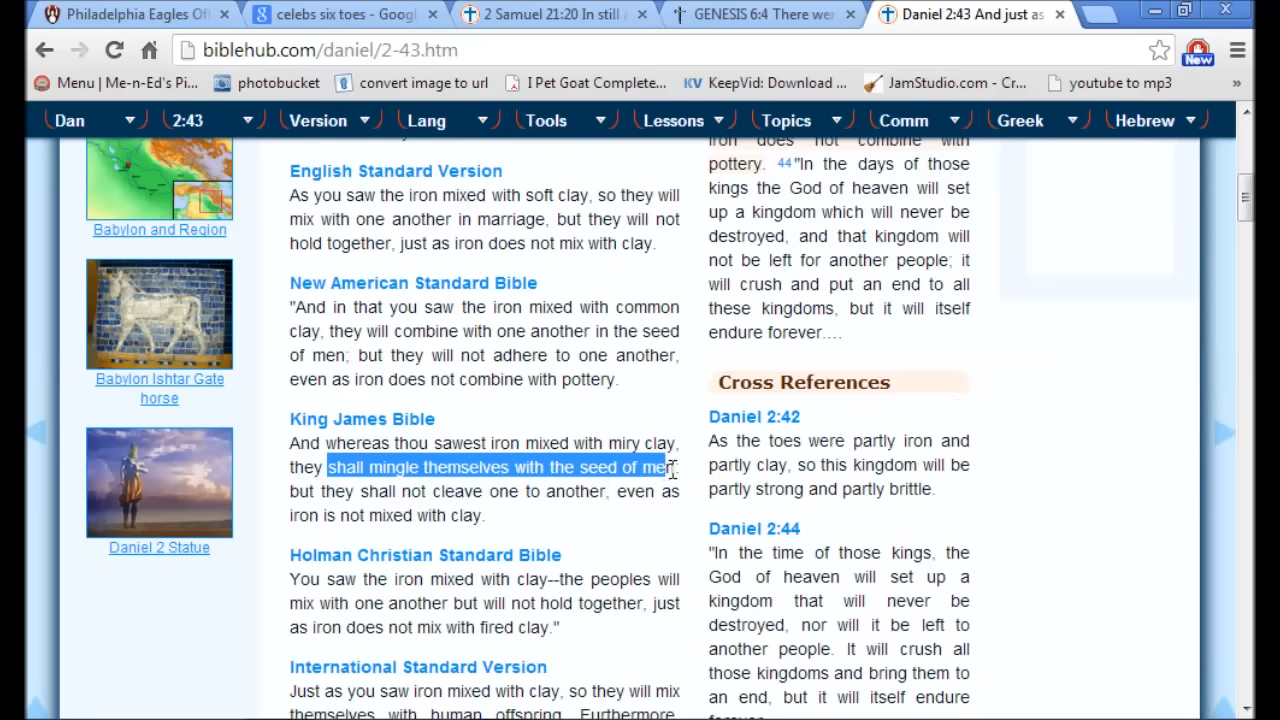 Philadelphia Eagles Of
celebs six toes - Googl
2 Samuel 21:20 In still a
GENESIS 6:4 There wer
Daniel 2:43 And just as
biblehub.com/daniel/2-43.htm
New
Menu | Me-n-Ed's Pi...
photobucket
convert image to url
I Pet Goat Complete...
KV KeepVid: Download ...
JamStudio.com - Cr...
youtube to mp3
»
Dan
2:43
Version
Lang
Tools
Lessons
Topics
Comm
Greek
Hebrew
Babylon and Region
Babylon Ishtar Gate
horse
Daniel 2 Statue
English Standard Version
As you saw the iron mixed with soft clay, so they will
mix with one another in marriage, but they will not
hold together, just as iron does not mix with clay.
New American Standard Bible
"And in that you saw the iron mixed with common
clay, they will combine with one another in the seed
of men; but they will not adhere to one another,
even as iron does not combine with pottery.
King James Bible
And whereas thou sawest iron mixed with miry clay,
they shall mingle themselves with the seed of men:
but they shall not cleave one to another, even as
iron is not mixed with clay.
Holman Christian Standard Bible
You saw the iron mixed with clay--the peoples will
mix with one another but will not hold together, just
as iron does not mix with fired clay."
International Standard Version
Just as you saw iron mixed with clay, so they will mix
themselves with human offspring. Furthermore,
iron does not combine with
pottery. 44"In the days of those
kings the God of heaven will set
up a kingdom which will never be
destroyed, and that kingdom will
not be left for another people; it
will crush and put an end to all
these kingdoms, but it will itself
endure forever....
Cross References
Daniel 2:42
As the toes were partly iron and
partly clay, so this kingdom will be
partly strong and partly brittle.
Daniel 2:44
"In the time of those kings, the
God of heaven will set up a
kingdom that will never be
destroyed, nor will it be left to
another people. It will crush all
those kingdoms and bring them to
an end, but it will itself endure
forever.